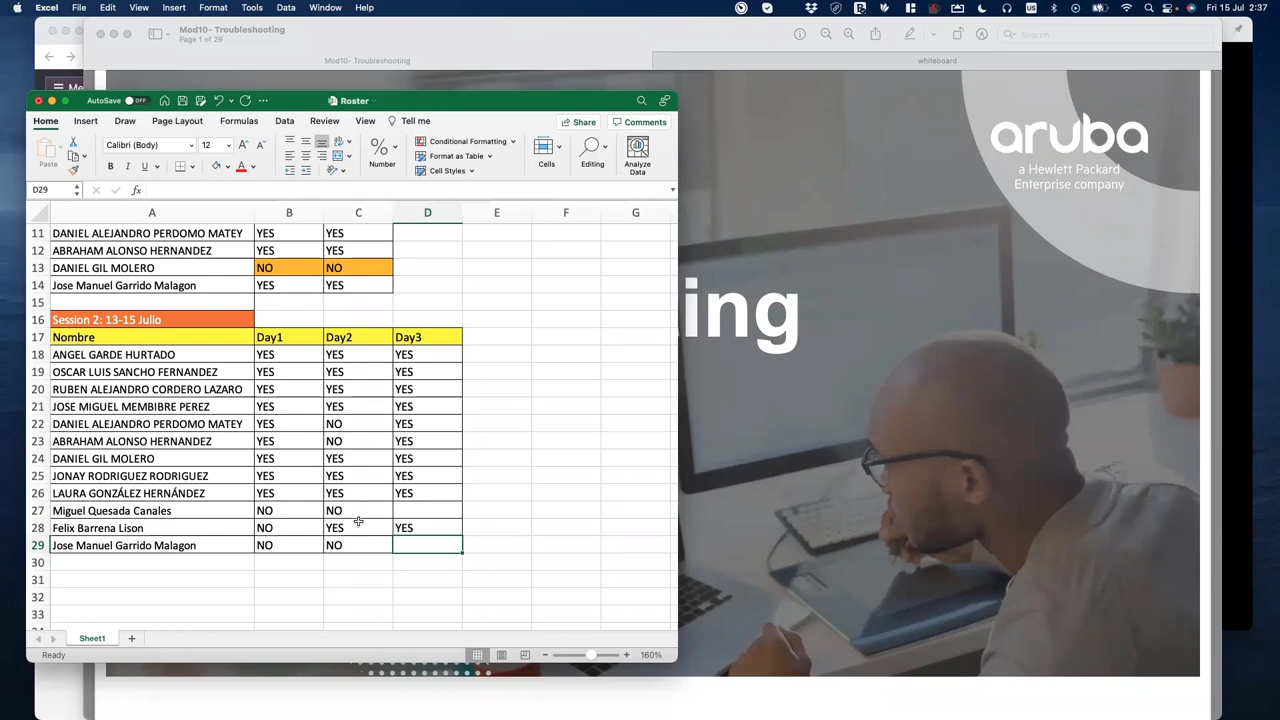 Excel File Edit View Insert Format Tools Data Window Help US Fri 15 Jul 2:37
Mod10- Troubleshooting
Page 1 of 29
Search
Mod10- Troubleshooting whiteboard
Me
AutoSave OFF Roster
Home Insert Draw Page Layout Formulas Data Review View Tell me Share Comments
Paste Calibri (Body) 12 A A Number Conditional Formatting Cells Editing Analyze Data
B I U A Format as Table
Cell Styles
D29 fx
A B C D E F G
11 DANIEL ALEJANDRO PERDOMO MATEY YES YES
12 ABRAHAM ALONSO HERNANDEZ YES YES
13 DANIEL GIL MOLERO NO NO
14 Jose Manuel Garrido Malagon YES YES
15
16 Session 2: 13-15 Julio
17 Nombre Day1 Day2 Day3
18 ANGEL GARDE HURTADO YES YES YES
19 OSCAR LUIS SANCHO FERNANDEZ YES YES YES
20 RUBEN ALEJANDRO CORDERO LAZARO YES YES YES
21 JOSE MIGUEL MEMBIBRE PEREZ YES YES YES
22 DANIEL ALEJANDRO PERDOMO MATEY YES NO YES
23 ABRAHAM ALONSO HERNANDEZ YES NO YES
24 DANIEL GIL MOLERO YES YES YES
25 JONAY RODRIGUEZ RODRIGUEZ YES YES YES
26 LAURA GONZÁLEZ HERNÁNDEZ YES YES YES
27 Miguel Quesada Canales NO NO
28 Felix Barrena Lison NO YES YES
29 Jose Manuel Garrido Malagon NO NO
30
31
32
33
Sheet1
Ready 160%
aruba
a Hewlett Packard
Enterprise company
ing